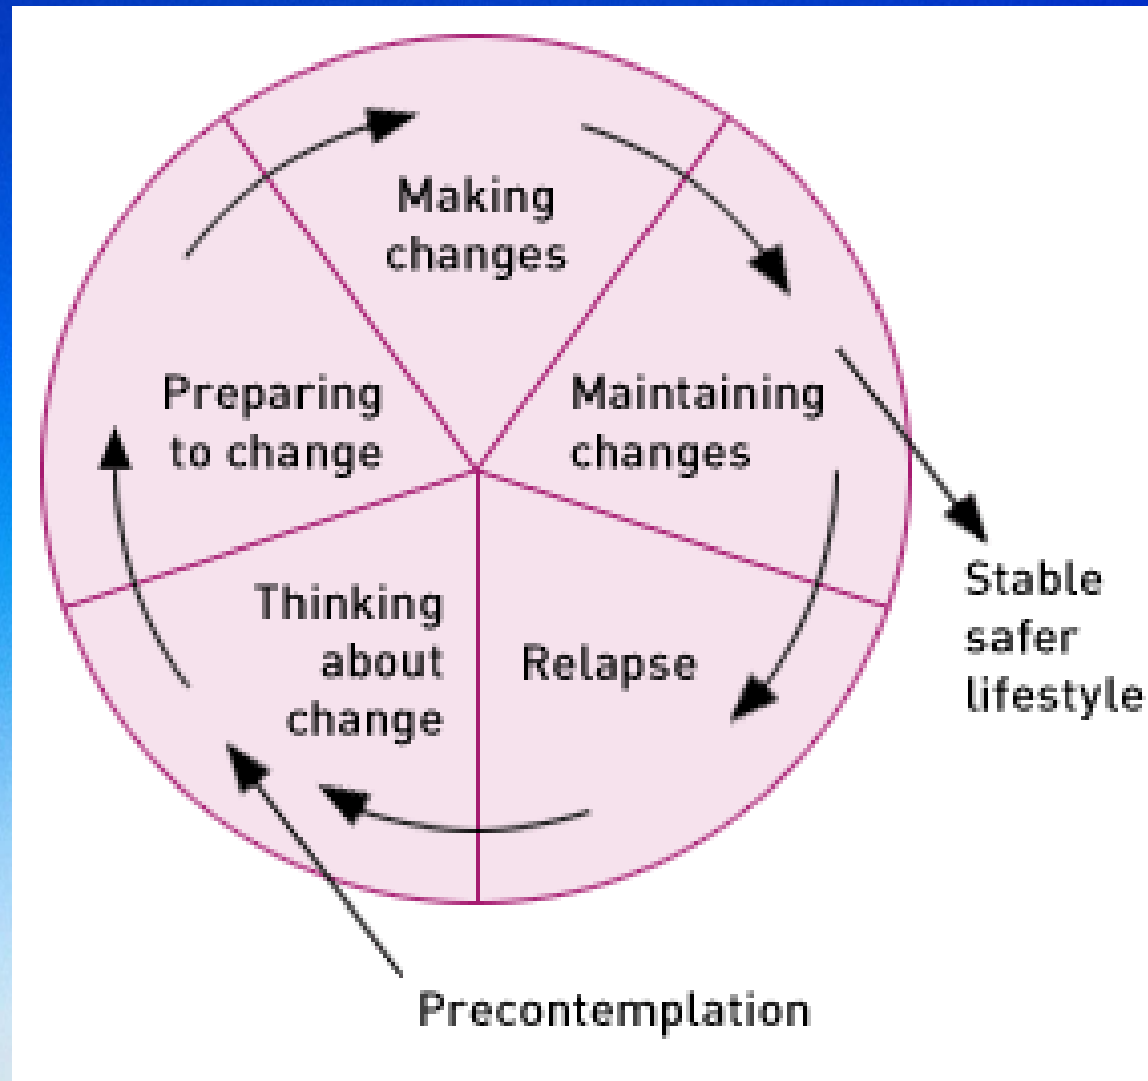 Making
changes
Preparing
to change
Maintaining
changes
Thinking
about
change
Relapse
Stable
safer
lifestyle
Precontemplation